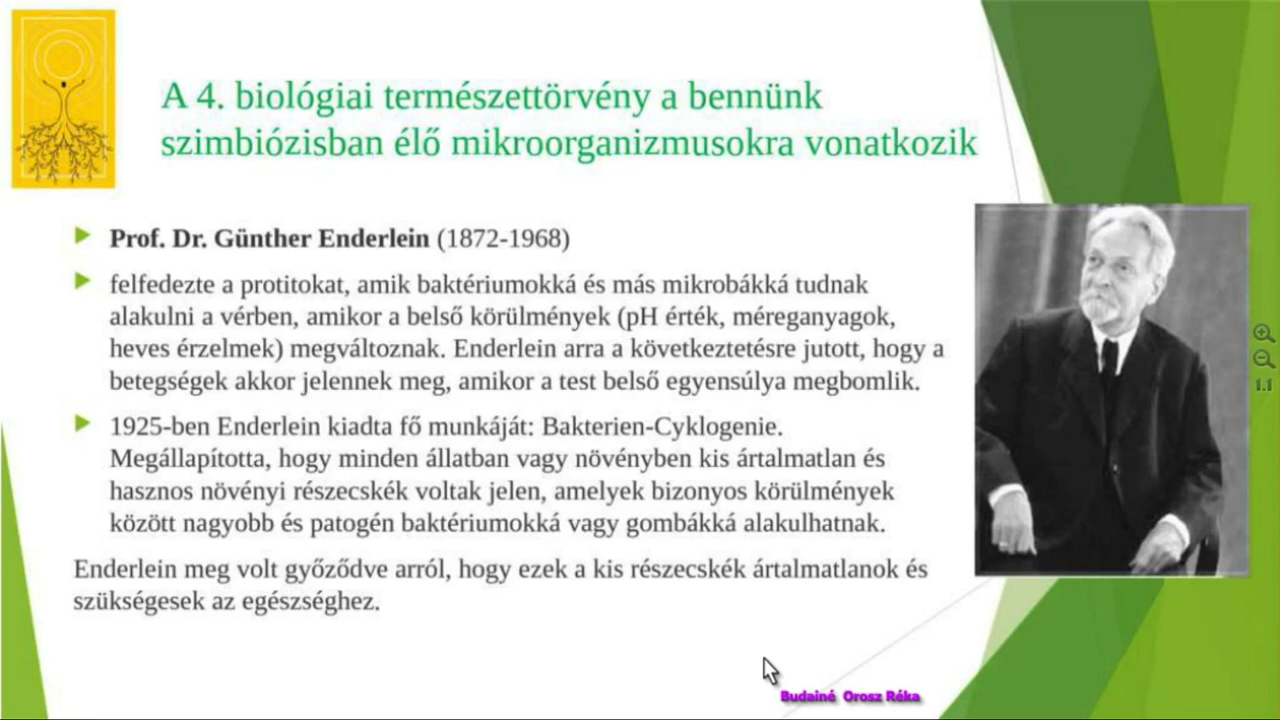 A 4. biológiai természettörvény a bennünk
szimbiózisban élő mikroorganizmusokra vonatkozik
Prof. Dr. Günther Enderlein (1872-1968)
felfedezte a protitokat, amik baktériumokká és más mikrobákká tudnak
alakulni a vérben, amikor a belső körülmények (pH érték, méreganyagok,
heves érzelmek) megváltoznak. Enderlein arra a következtetésre jutott, hogy a
betegségek akkor jelennek meg, amikor a test belső egyensúlya megbomlik.
1925-ben Enderlein kiadta fő munkáját: Bakterien-Cyklogenie.
Megállapította, hogy minden állatban vagy növényben kis ártalmatlan és
hasznos növényi részecskék voltak jelen, amelyek bizonyos körülmények
között nagyobb és patogén baktériumokká vagy gombákká alakulhatnak.
Enderlein meg volt győződve arról, hogy ezek a kis részecskék ártalmatlanok és
szükségesek az egészséghez.
1.1
Budainé Orosz Réka